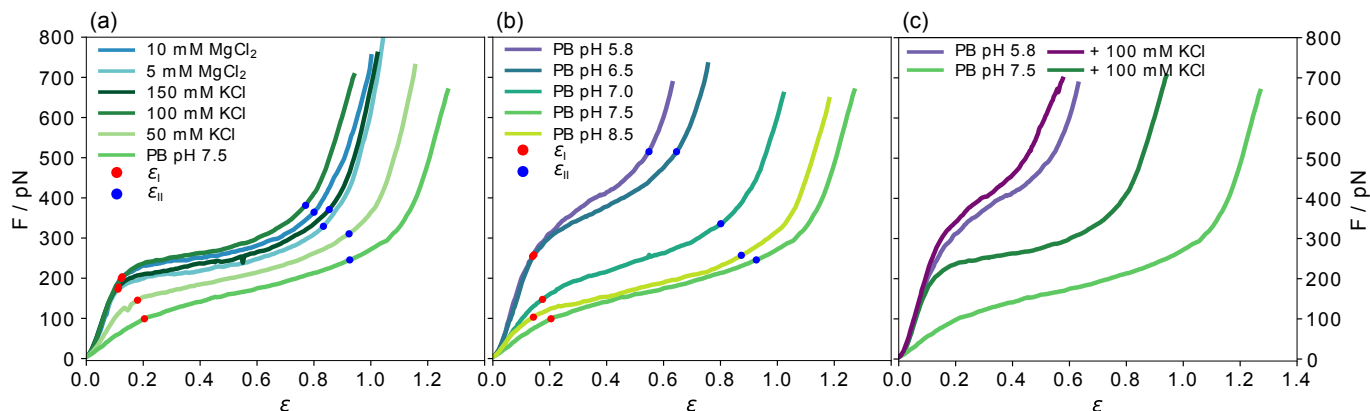 (a)
F / pN
800
700
600
500
400
300
200
100
0
10 mM MgCl₂
5 mM MgCl₂
150 mM KCl
100 mM KCl
50 mM KCl
PB pH 7.5
εI
εII
0.0 0.2 0.4 0.6 0.8 1.0 1.2
ε
(b)
PB pH 5.8
PB pH 6.5
PB pH 7.0
PB pH 7.5
PB pH 8.5
εI
εII
0.0 0.2 0.4 0.6 0.8 1.0 1.2
ε
(c)
PB pH 5.8 + 100 mM KCl
PB pH 7.5 + 100 mM KCl
800
700
600
500
400
300
200
100
0
F / pN
0.0 0.2 0.4 0.6 0.8 1.0 1.2 1.4
ε